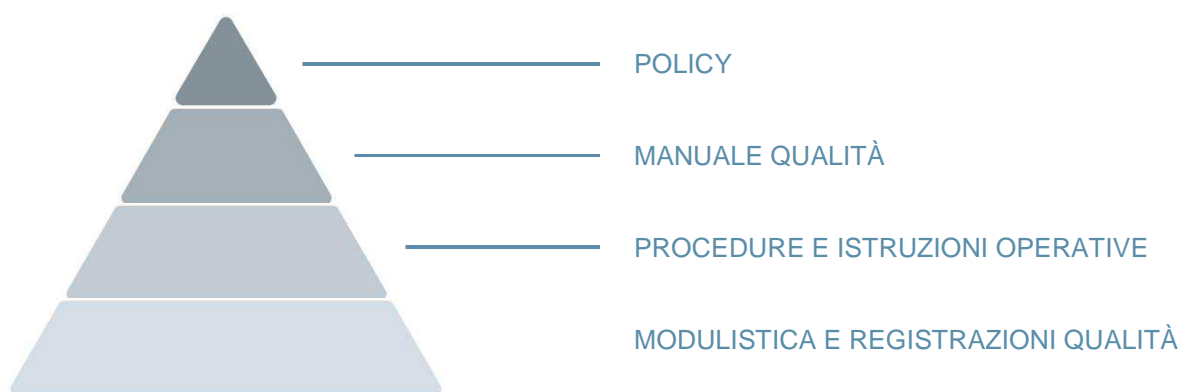 POLICY
MANUALE QUALITÀ
PROCEDURE E ISTRUZIONI OPERATIVE
MODULISTICA E REGISTRAZIONI QUALITÀ